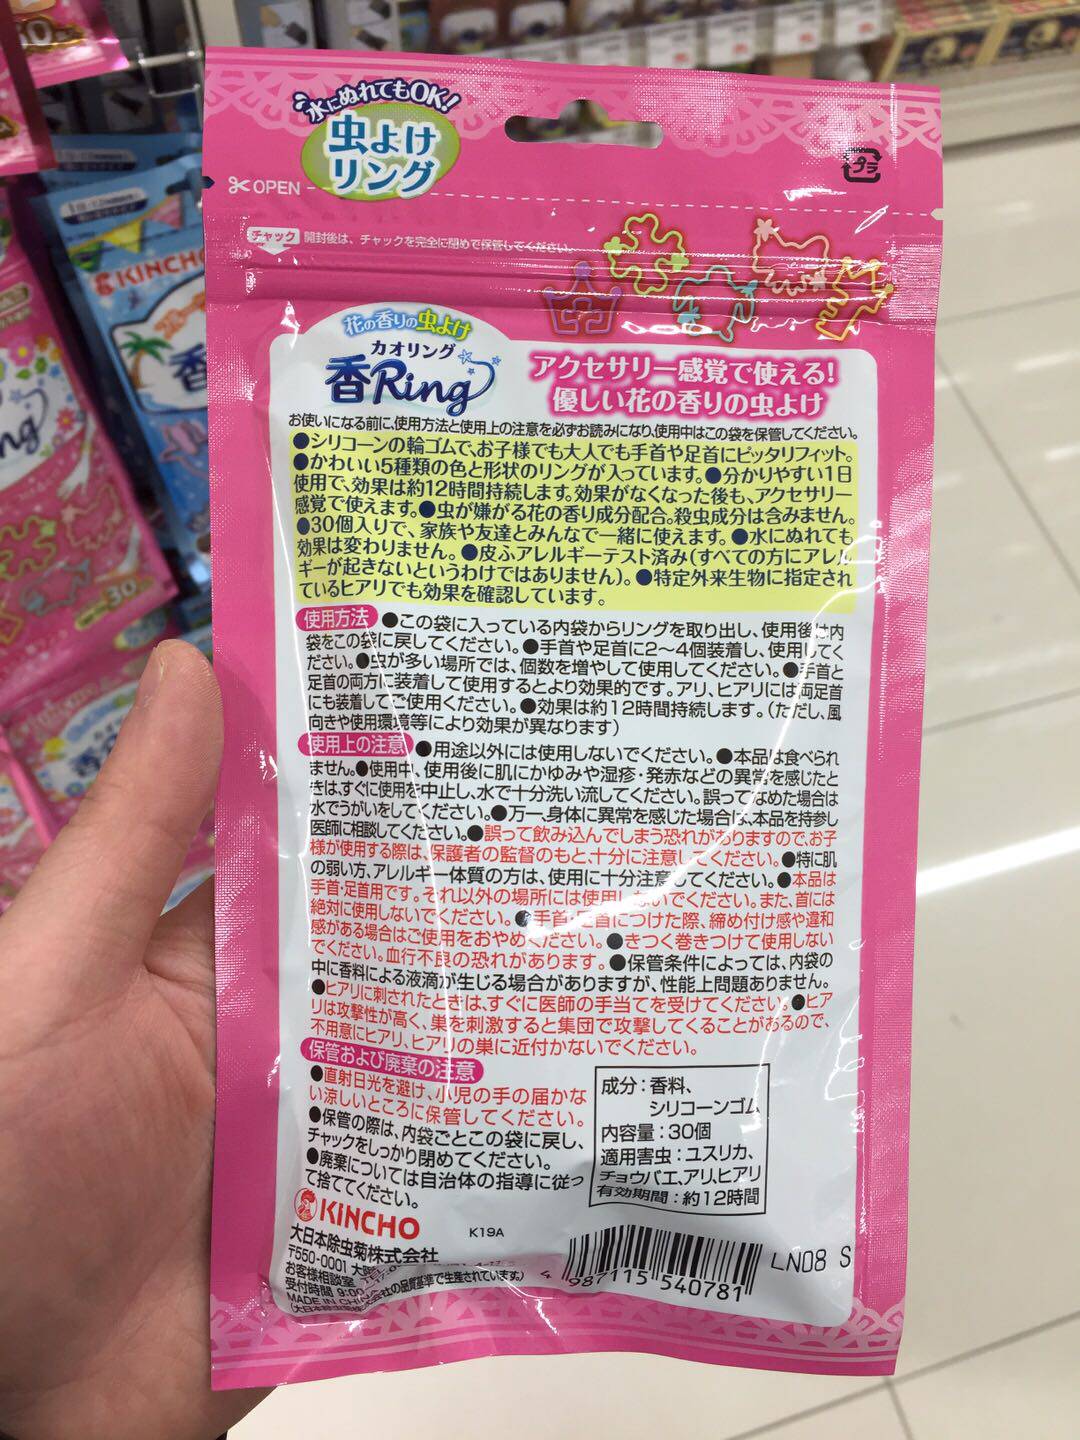 水にぬれてもOK!
虫よけ
リング
OPEN
プラ
チャック 開封後は、チャックを完全に閉めて保管してください。
花の香りの虫よけ
カオリング
香Ring
アクセサリー感覚で使える!
優しい花の香りの虫よけ
お使いになる前に、使用方法と使用上の注意を必ずお読みになり、使用中はこの袋を保管してください。
●シリコーンの輪ゴムで、お子様でも大人でも手首や足首にピッタリフィット。
●かわいい5種類の色と形状のリングが入っています。●分かりやすい1日
使用で、効果は約12時間持続します。効果がなくなった後も、アクセサリー
感覚で使えます。●虫が嫌がる花の香り成分配合。殺虫成分は含みません。
●30個入りで、家族や友達とみんなで一緒に使えます。●水にぬれても
効果は変わりません。●皮ふアレルギーテスト済み(すべての方にアレル
ギーが起きないというわけではありません)。●特定外来生物に指定され
ているヒアリでも効果を確認しています。
使用方法 ●この袋に入っている内袋からリングを取り出し、使用後は内
袋をこの袋に戻してください。●手首や足首に2〜4個装着し、使用してく
ださい。●虫が多い場所では、個数を増やして使用してください。●手首と
足首の両方に装着して使用するとより効果的です。アリ、ヒアリには両足首
にも装着してご使用ください。●効果は約12時間持続します。(ただし、風
向きや使用環境等により効果が異なります)
使用上の注意 ●用途以外には使用しないでください。●本品は食べられ
ません。●使用中、使用後に肌にかゆみや湿疹・発赤などの異常を感じたと
きは、すぐに使用を中止し、水で十分洗い流してください。誤ってなめた場合は
水でうがいをしてください。●万一、身体に異常を感じた場合は、本品を持参し
医師に相談してください。●誤って飲み込んでしまう恐れがありますので、お子
様が使用する際は、保護者の監督のもと、十分に注意してください。●特に肌
の弱い方、アレルギー体質の方は、使用に十分注意してください。●本品は
手首・足首用です。それ以外の場所には使用しないでください。また、首には
絶対に使用しないでください。●手首・足首につけた際、締め付け感や違和
感がある場合はご使用をおやめください。●きつく巻きつけて使用しない
でください。血行不良の恐れがあります。●保管条件によっては、内袋の
中に香料による液滴が生じる場合がありますが、性能上問題ありません。
●ヒアリに刺されたときは、すぐに医師の手当てを受けてください。●ヒア
リは攻撃性が高く、巣を刺激すると集団で攻撃してくることがあるので、
不用意にヒアリ、ヒアリの巣に近付かないでください。
保管および廃棄の注意
●直射日光を避け、小児の手の届かな
い涼しいところに保管してください。
●保管の際は、内袋ごとこの袋に戻し、
チャックをしっかり閉めてください。
●廃棄については自治体の指導に従っ
て捨ててください。
成分:香料、
シリコーンゴム
内容量:30個
適用害虫:ユスリカ、
チョウバエ、アリ、ヒアリ
有効期間:約12時間
KINCHO
K19A
大日本除虫菊株式会社
〒550-0001 大
お客様相談室 TEL
受付時間 9:00
MADE IN CHINA
社の品質基準で生産されています。)
4 987115 540781
LN08 S
KINCHO
香
30